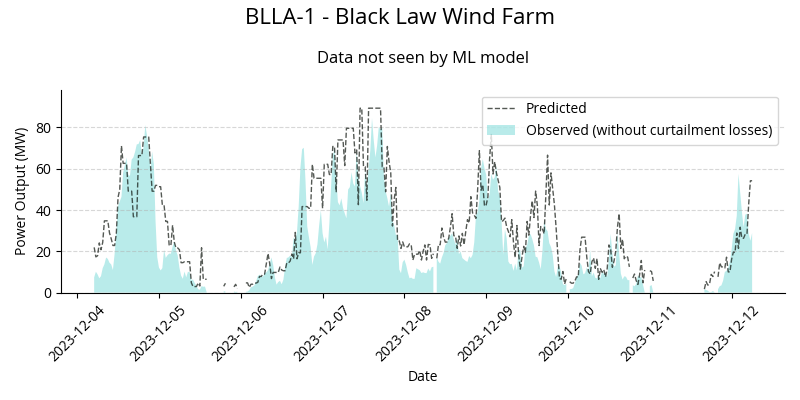 BLLA-1 - Black Law Wind Farm
Data not seen by ML model
Power Output (MW)
80
60
40
20
0
Predicted
Observed (without curtailment losses)
2023-12-04
2023-12-05
2023-12-06
2023-12-07
2023-12-08
2023-12-09
2023-12-10
2023-12-11
2023-12-12
Date